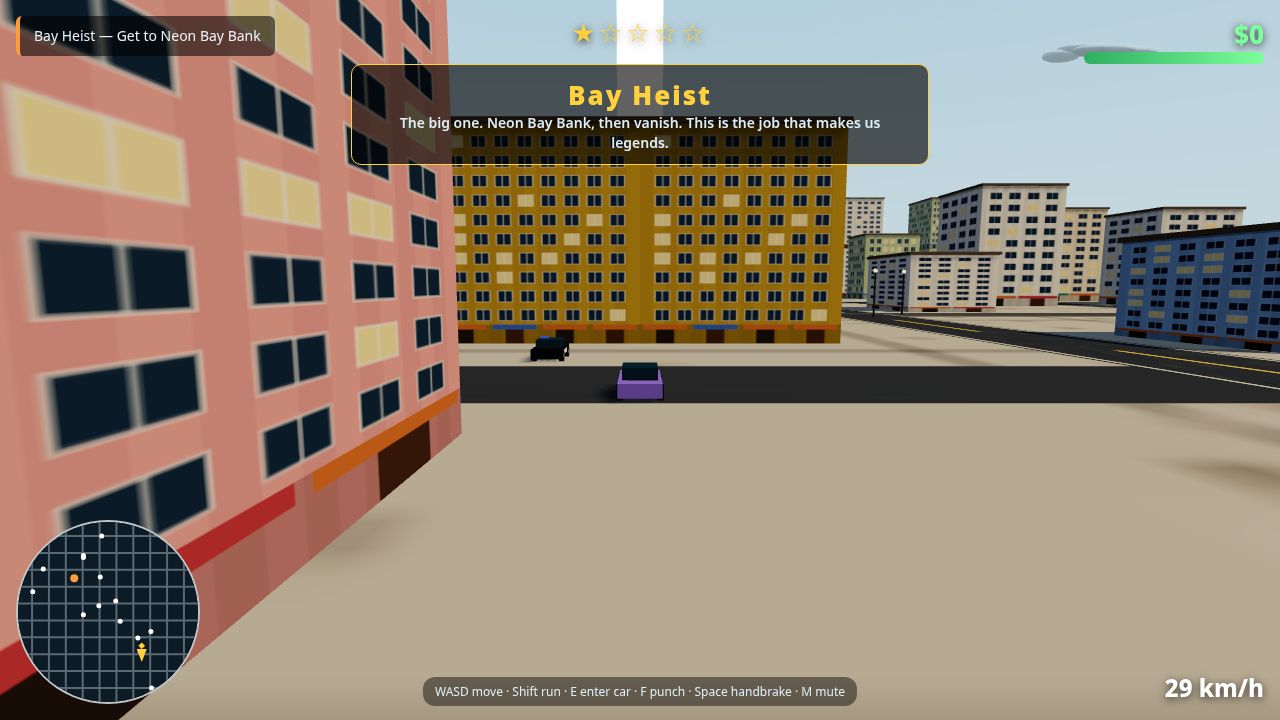 Bay Heist — Get to Neon Bay Bank
$0
Bay Heist
The big one. Neon Bay Bank, then vanish. This is the job that makes us
legends.
WASD move · Shift run · E enter car · F punch · Space handbrake · M mute
29 km/h